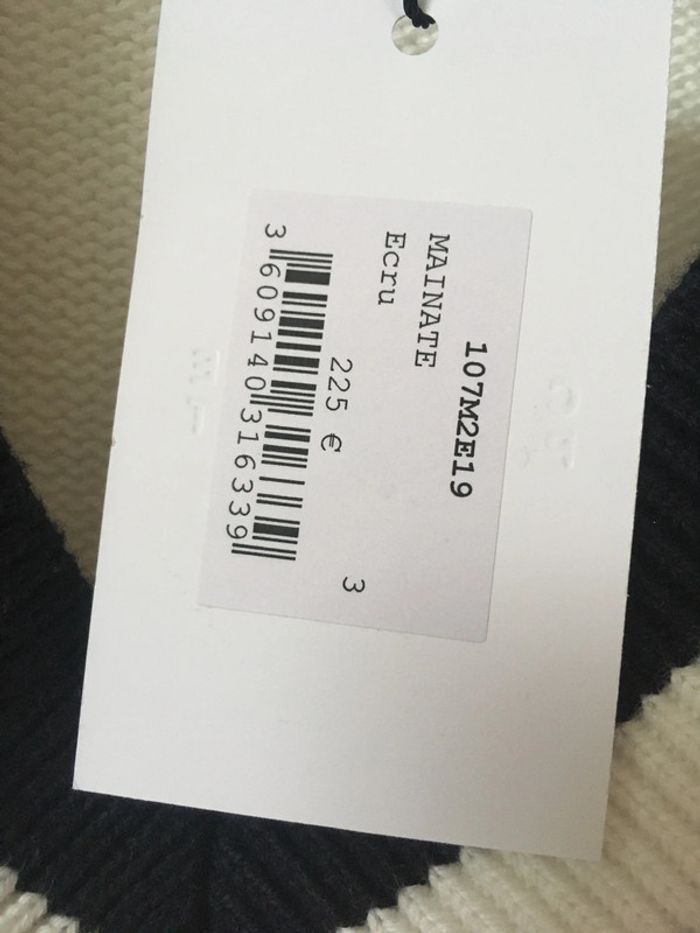 107M2E19
MAINATE
Ecru
3
225 €
3 609140 316339